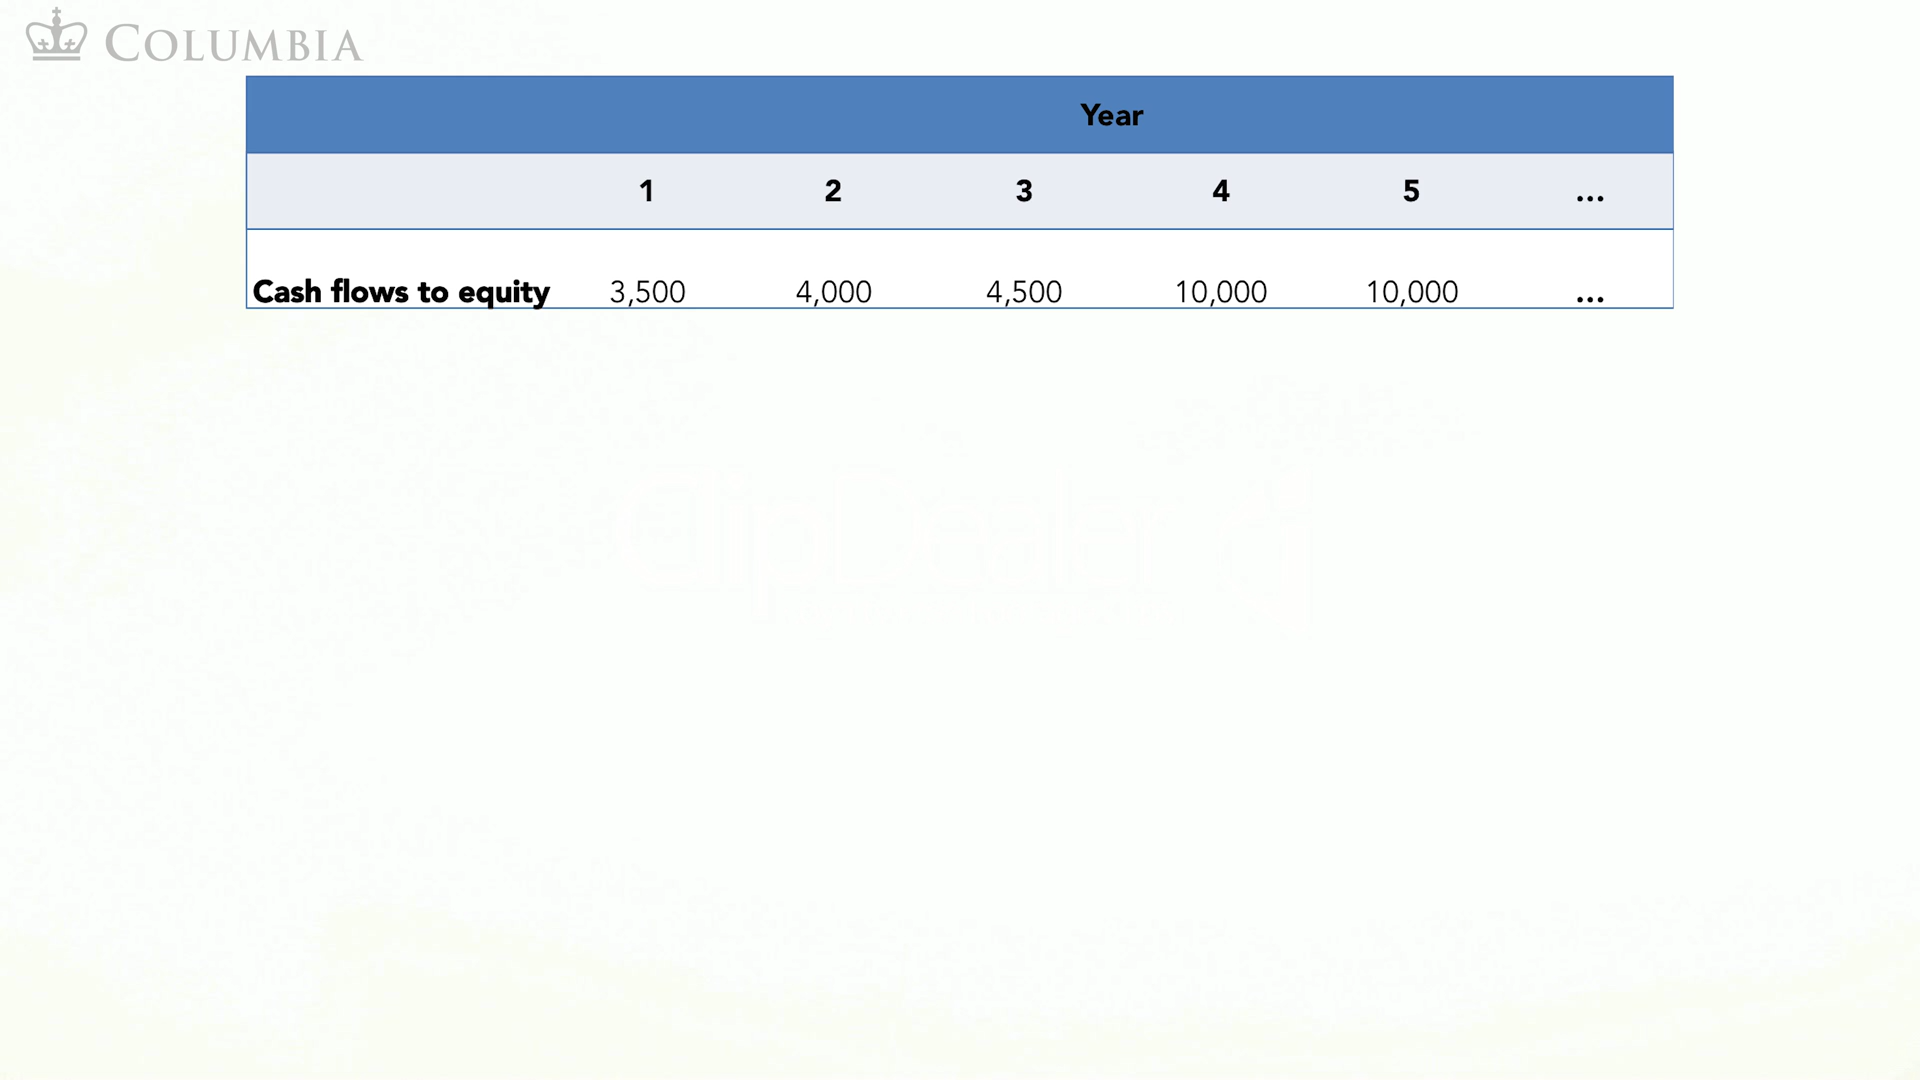 COLUMBIA
Year
1 2 3 4 5 ...
Cash flows to equity 3,500 4,000 4,500 10,000 10,000 ...